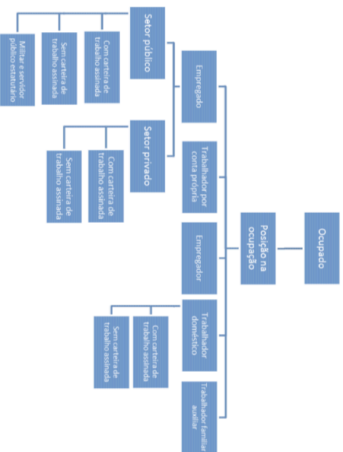 Ocupado
Posição na
ocupação
Empregado
Trabalhador por
conta própria
Empregador
Trabalhador
doméstico
Trabalhador familiar
auxiliar
Setor público
Setor privado
Com carteira de
trabalho assinada
Sem carteira de
trabalho assinada
Militar e servidor
público estatutário
Com carteira de
trabalho assinada
Sem carteira de
trabalho assinada
Com carteira de
trabalho assinada
Sem carteira de
trabalho assinada